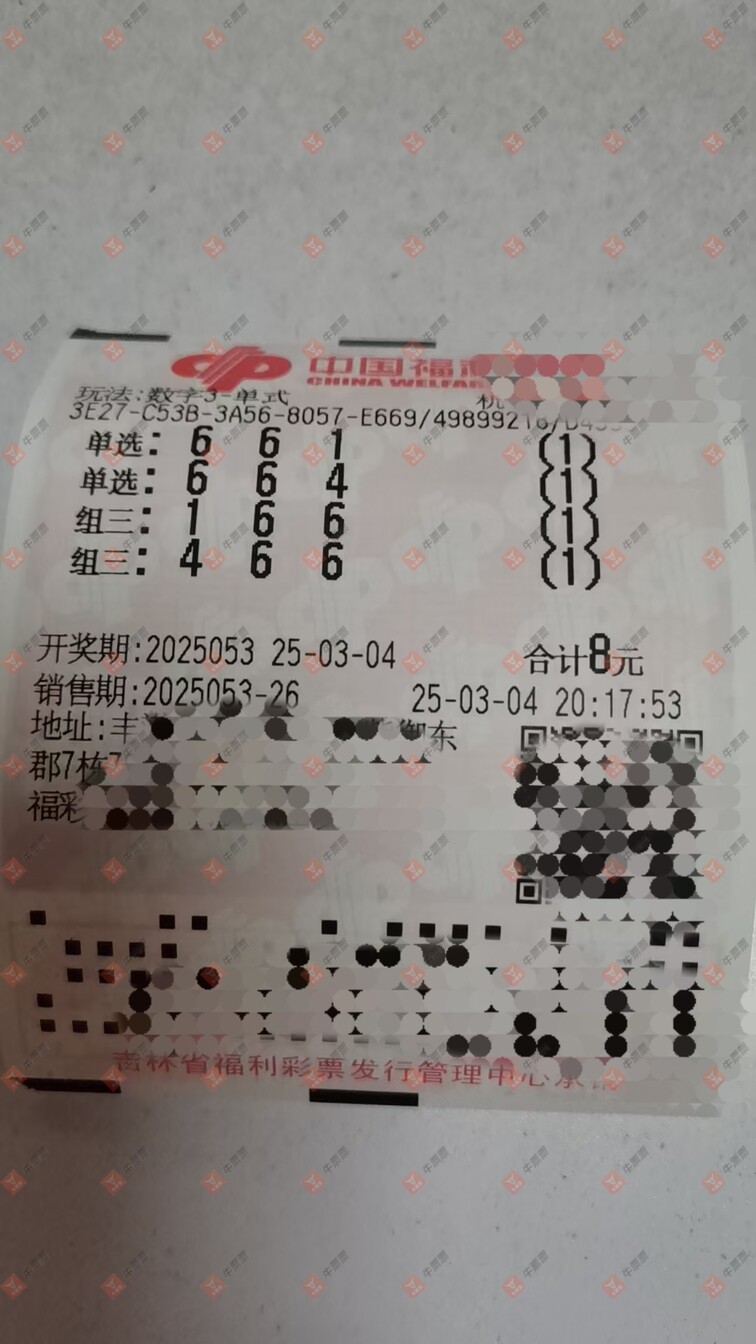 中国福
CHINA WELFA
玩法:数字3-单式
3E27-C53B-3A56-8057-E669/49899216/D4
单选: 6 6 1 (1)
单选: 6 6 4 (1)
组三: 1 6 6 (1)
组三: 4 6 6 (1)
开奖期:2025053 25-03-04 合计8元
销售期:2025053-26 25-03-04 20:17:53
地址:丰 御东
郡7栋7
福彩
吉林省福利彩票发行管理中心承